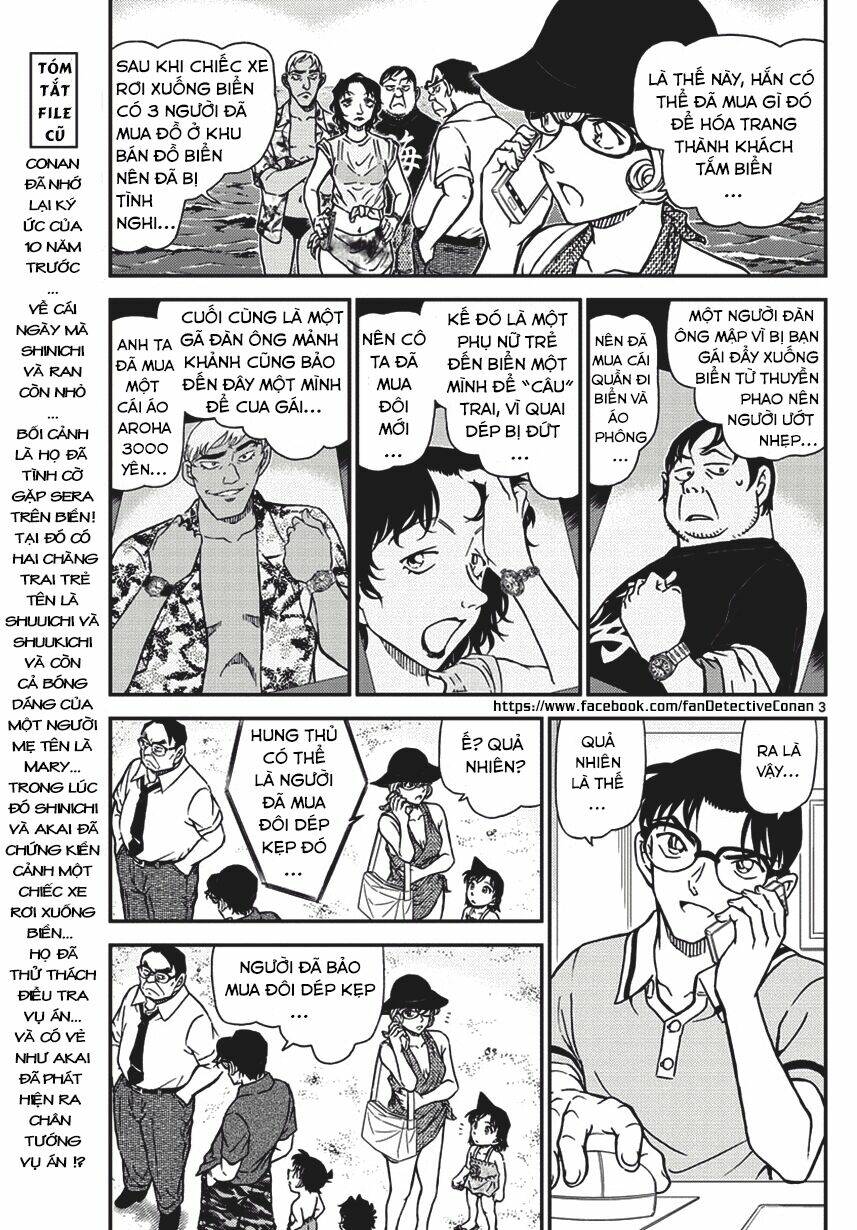 TÓM
TẮT
FILE
CŨ
CONAN
ĐÃ NHỚ
LẠI KÝ
ỨC CỦA
10 NĂM
TRƯỚC
...
VỀ CÁI
NGÀY MÀ
SHINICHI
VÀ RAN
CÒN NHỎ
...
BỐI CẢNH
LÀ HỌ ĐÃ
TÌNH CỜ
GẶP SERA
TRÊN BIỂN!
TẠI ĐÓ CÓ
HAI CHÀNG
TRAI TRẺ
TÊN LÀ
SHUUICHI VÀ
SHUUKICHI
VÀ CÒN
CẢ BÓNG
DÁNG CỦA
MỘT NGƯỜI
MẸ TÊN LÀ
MARY...
TRONG LÚC
ĐÓ SHINICHI
VÀ AKAI ĐÃ
CHỨNG KIẾN
CẢNH MỘT
CHIẾC XE
RƠI XUỐNG
BIỂN...
HỌ ĐÃ
THỬ THÁCH
ĐIỀU TRA
VỤ ÁN...
VÀ CÓ VẺ
NHƯ AKAI
ĐÃ PHÁT
HIỆN RA
CHÂN
TƯỚNG
VỤ ÁN !?
LÀ THẾ NÀY, HẮN CÓ
THỂ ĐÃ MUA GÌ ĐÓ
ĐỂ HÓA TRANG
THÀNH KHÁCH
TẮM BIỂN
...
SAU KHI CHIẾC XE
RƠI XUỐNG BIỂN
CÓ 3 NGƯỜI ĐÃ
MUA ĐỒ Ở KHU
BÁN ĐỒ BIỂN
NÊN ĐÃ BỊ
TÌNH
NGHI...
海
MỘT NGƯỜI ĐÀN
ÔNG MẬP VÌ BỊ BẠN
GÁI ĐẨY XUỐNG
BIỂN TỪ THUYỀN
PHAO NÊN
NGƯỜI ƯỚT
NHẸP...
NÊN ĐÃ
MUA CÁI
QUẦN ĐI
BIỂN VÀ
ÁO
PHÔNG...
KẾ ĐÓ LÀ MỘT
PHỤ NỮ TRẺ
ĐẾN BIỂN MỘT
MÌNH ĐỂ "CÂU"
TRAI, VÌ QUAI
DÉP BỊ ĐỨT
...
NÊN CÔ
TA ĐÃ
MUA
ĐÔI
MỚI
...
CUỐI CÙNG LÀ MỘT
GÃ ĐÀN ÔNG MẢNH
KHẢNH CŨNG BẢO
ĐẾN ĐÂY MỘT MÌNH
ĐỂ CUA GÁI...
ANH TA
ĐÃ MUA
MỘT
CÁI ÁO
AROHA
3000
YÊN...
https://www.facebook.com/fanDetectiveConan 3
RA LÀ
VẬY...
QUẢ
NHIÊN
LÀ THẾ
...
Ế? QUẢ
NHIÊN?
HUNG THỦ
CÓ THỂ
LÀ NGƯỜI
ĐÃ MUA
ĐÔI DÉP
KẸP ĐÓ
...
NGƯỜI ĐÃ BẢO
MUA ĐÔI DÉP KẸP
...